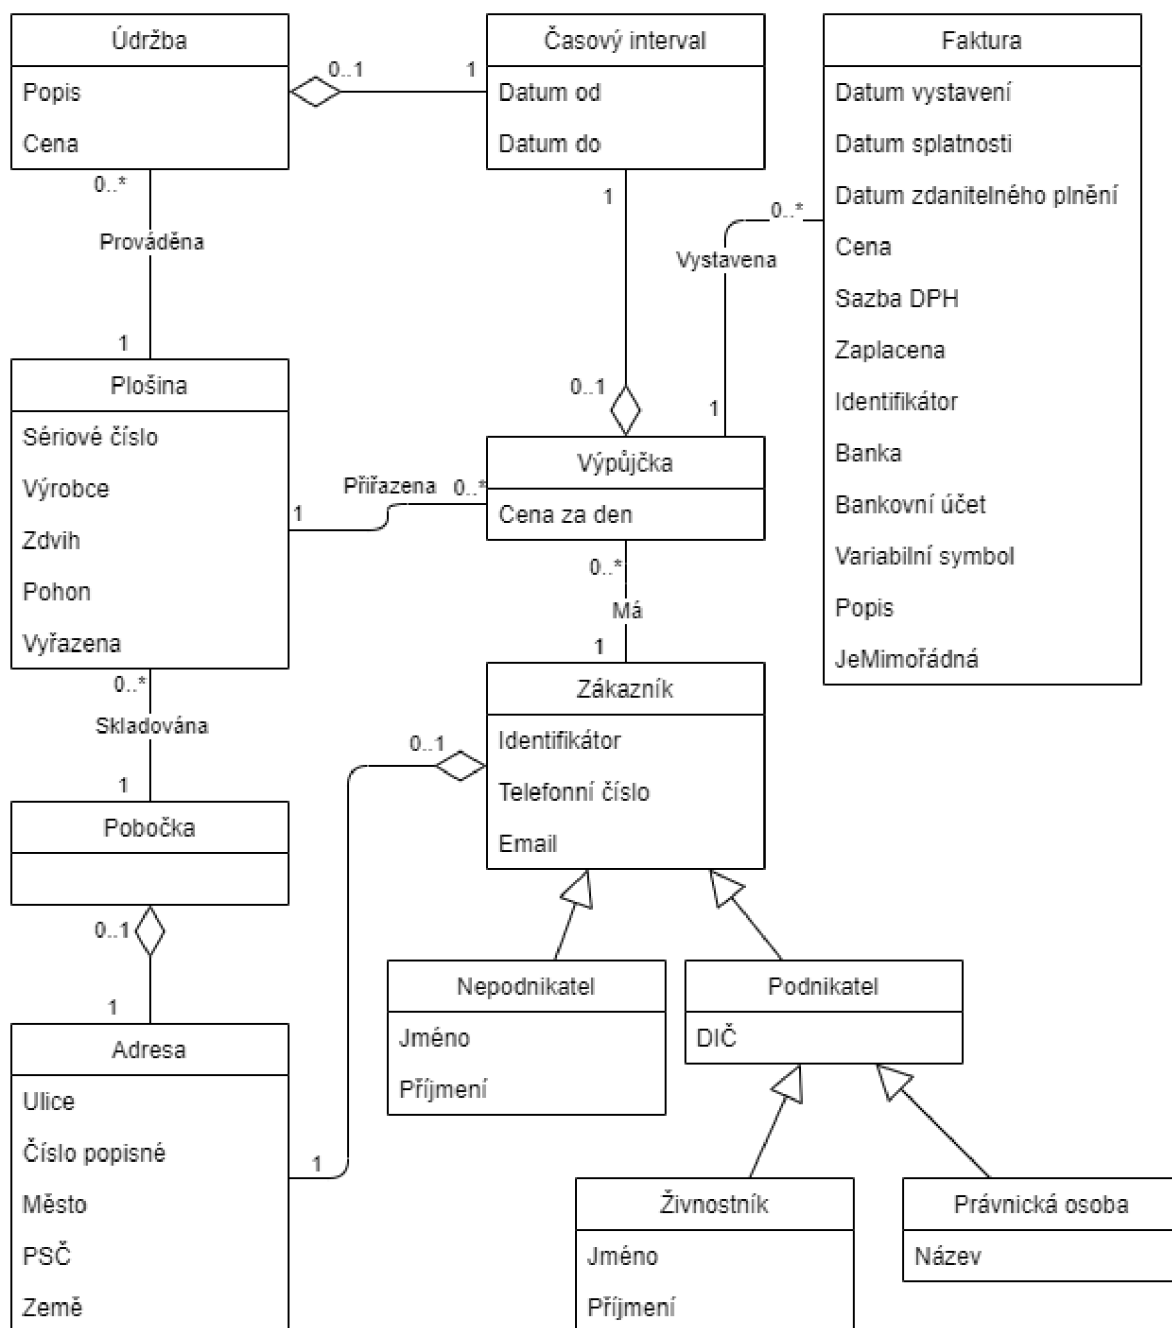 Údržba
Popis
Cena
0..1
1
Časový interval
Datum od
Datum do
Faktura
Datum vystavení
Datum splatnosti
Datum zdanitelného plnění
Cena
Sazba DPH
Zaplacena
Identifikátor
Banka
Bankovní účet
Variabilní symbol
Popis
JeMimořádná
0..*
Prováděna
1
1
0..1
0..*
Vystavena
1
Plošina
Sériové číslo
Výrobce
Zdvih
Pohon
Vyřazena
1
Přiřazena
0..*
Výpůjčka
Cena za den
0..*
Má
1
0..*
Skladována
1
Zákazník
Identifikátor
Telefonní číslo
Email
0..1
Pobočka
0..1
1
Adresa
Ulice
Číslo popisné
Město
PSČ
Země
1
Nepodnikatel
Jméno
Příjmení
Podnikatel
DIČ
Živnostník
Jméno
Příjmení
Právnická osoba
Název